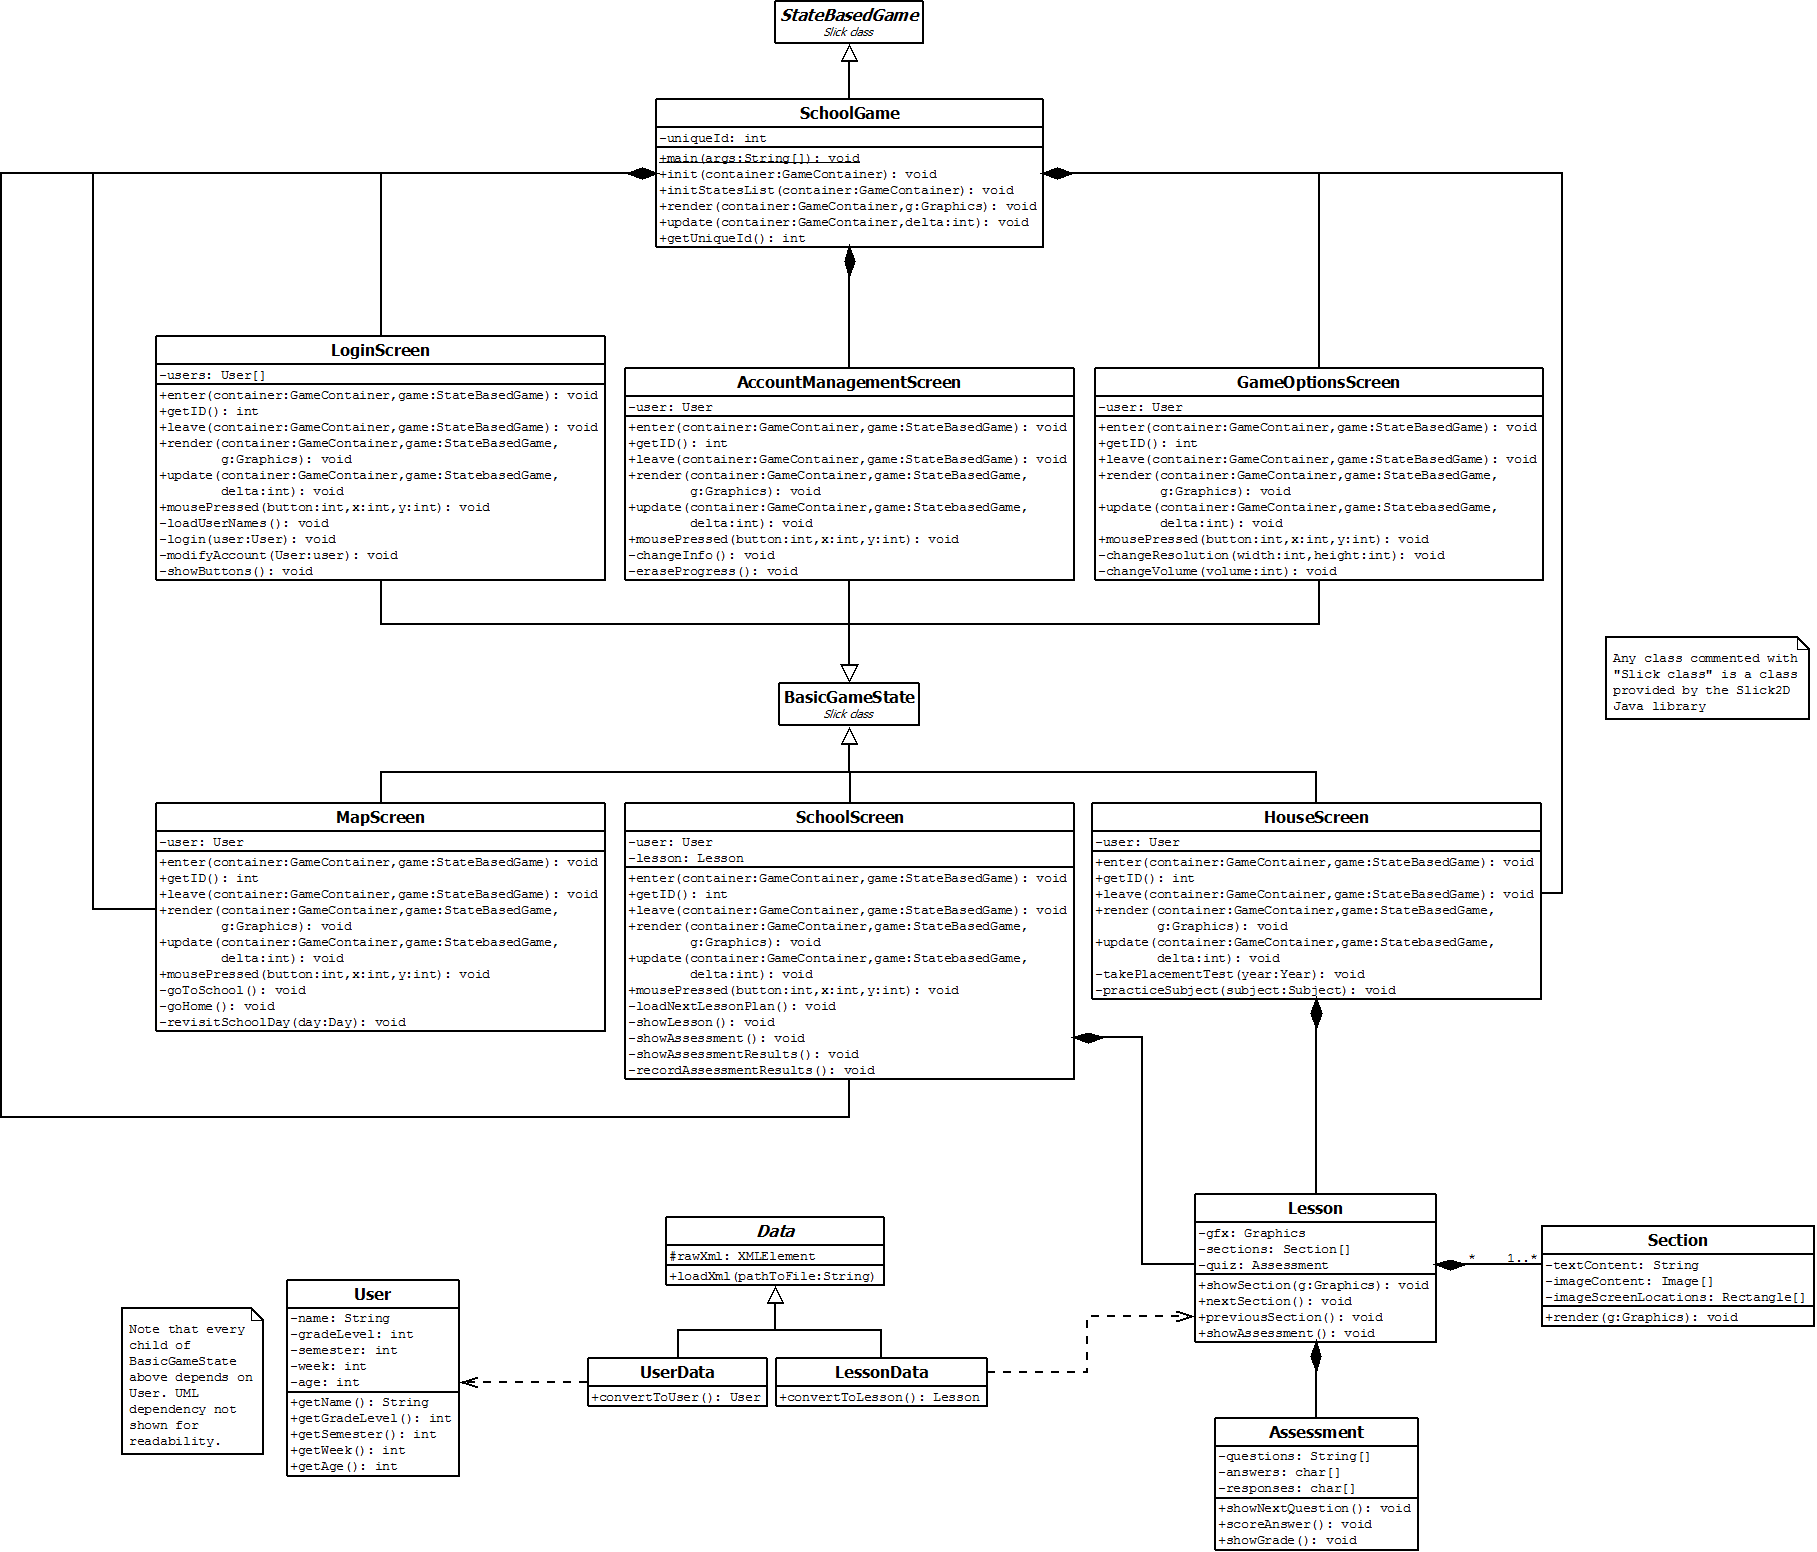 StateBasedGame
Slick class
SchoolGame
-uniqueId: int
+main(args:String[]): void
+init(container:GameContainer): void
+initStatesList(container:GameContainer): void
+render(container:GameContainer,g:Graphics): void
+update(container:GameContainer,delta:int): void
+getUniqueId(): int
LoginScreen
-users: User[]
+enter(container:GameContainer,game:StateBasedGame): void
+getID(): int
+leave(container:GameContainer,game:StateBasedGame): void
+render(container:GameContainer,game:StateBasedGame,
g:Graphics): void
+update(container:GameContainer,game:StatebasedGame,
delta:int): void
+mousePressed(button:int,x:int,y:int): void
-loadUserNames(): void
-login(user:User): void
-modifyAccount(User:user): void
-showButtons(): void
AccountManagementScreen
-user: User
+enter(container:GameContainer,game:StateBasedGame): void
+getID(): int
+leave(container:GameContainer,game:StateBasedGame): void
+render(container:GameContainer,game:StateBasedGame,
g:Graphics): void
+update(container:GameContainer,game:StatebasedGame,
delta:int): void
+mousePressed(button:int,x:int,y:int): void
-changeInfo(): void
-eraseProgress(): void
GameOptionsScreen
-user: User
+enter(container:GameContainer,game:StateBasedGame): void
+getID(): int
+leave(container:GameContainer,game:StateBasedGame): void
+render(container:GameContainer,game:StateBasedGame,
g:Graphics): void
+update(container:GameContainer,game:StatebasedGame,
delta:int): void
+mousePressed(button:int,x:int,y:int): void
-changeResolution(width:int,height:int): void
-changeVolume(volume:int): void
Any class commented with
"Slick class" is a class
provided by the Slick2D
Java library
BasicGameState
Slick class
MapScreen
-user: User
+enter(container:GameContainer,game:StateBasedGame): void
+getID(): int
+leave(container:GameContainer,game:StateBasedGame): void
+render(container:GameContainer,game:StateBasedGame,
g:Graphics): void
+update(container:GameContainer,game:StatebasedGame,
delta:int): void
+mousePressed(button:int,x:int,y:int): void
-goToSchool(): void
-goHome(): void
-revisitSchoolDay(day:Day): void
SchoolScreen
-user: User
-lesson: Lesson
+enter(container:GameContainer,game:StateBasedGame): void
+getID(): int
+leave(container:GameContainer,game:StateBasedGame): void
+render(container:GameContainer,game:StateBasedGame,
g:Graphics): void
+update(container:GameContainer,game:StatebasedGame,
delta:int): void
+mousePressed(button:int,x:int,y:int): void
-loadNextLessonPlan(): void
-showLesson(): void
-showAssessment(): void
-showAssessmentResults(): void
-recordAssessmentResults(): void
HouseScreen
-user: User
+enter(container:GameContainer,game:StateBasedGame): void
+getID(): int
+leave(container:GameContainer,game:StateBasedGame): void
+render(container:GameContainer,game:StateBasedGame,
g:Graphics): void
+update(container:GameContainer,game:StatebasedGame,
delta:int): void
-takePlacementTest(year:Year): void
-practiceSubject(subject:Subject): void
Lesson
-gfx: Graphics
-sections: Section[]
-quiz: Assessment
+showSection(g:Graphics): void
+nextSection(): void
+previousSection(): void
+showAssessment(): void
* 1..*
Section
-textContent: String
-imageContent: Image[]
-imageScreenLocations: Rectangle[]
+render(g:Graphics): void
Data
#rawXml: XMLElement
+loadXml(pathToFile:String)
Note that every
child of
BasicGameState
above depends on
User. UML
dependency not
shown for
readability.
User
-name: String
-gradeLevel: int
-semester: int
-week: int
-age: int
+getName(): String
+getGradeLevel(): int
+getSemester(): int
+getWeek(): int
+getAge(): int
UserData
+convertToUser(): User
LessonData
+convertToLesson(): Lesson
Assessment
-questions: String[]
-answers: char[]
-responses: char[]
+showNextQuestion(): void
+scoreAnswer(): void
+showGrade(): void